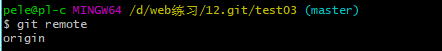 pele@pl-c MINGW64 /d/web练习/12.git/test03 (master)
$ git remote
origin